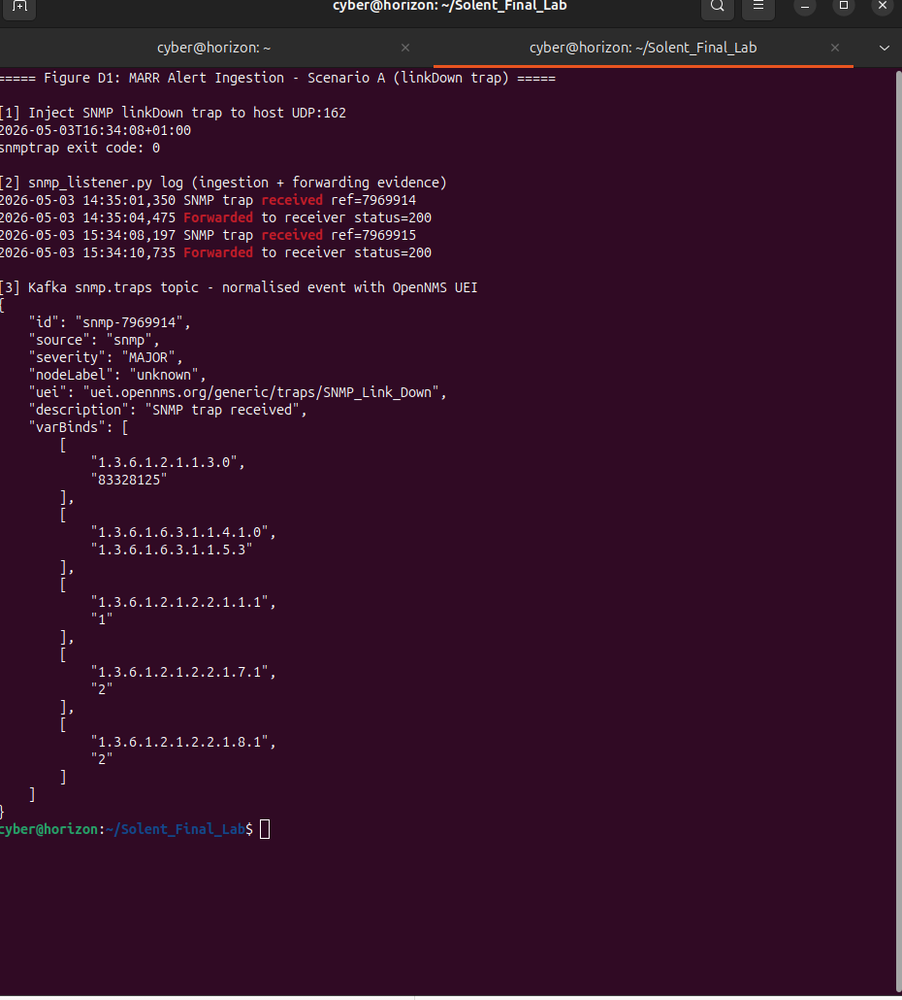 cyber@horizon: ~/Solent_Final_Lab
cyber@horizon: ~
cyber@horizon: ~/Solent_Final_Lab
===== Figure D1: MARR Alert Ingestion - Scenario A (linkDown trap) =====
[1] Inject SNMP linkDown trap to host UDP:162
2026-05-03T16:34:08+01:00
snmptrap exit code: 0
[2] snmp_listener.py log (ingestion + forwarding evidence)
2026-05-03 14:35:01,350 SNMP trap received ref=7969914
2026-05-03 14:35:04,475 Forwarded to receiver status=200
2026-05-03 15:34:08,197 SNMP trap received ref=7969915
2026-05-03 15:34:10,735 Forwarded to receiver status=200
[3] Kafka snmp.traps topic - normalised event with OpenNMS UEI
{
    "id": "snmp-7969914",
    "source": "snmp",
    "severity": "MAJOR",
    "nodeLabel": "unknown",
    "uei": "uei.opennms.org/generic/traps/SNMP_Link_Down",
    "description": "SNMP trap received",
    "varBinds": [
        [
            "1.3.6.1.2.1.1.3.0",
            "83328125"
        ],
        [
            "1.3.6.1.6.3.1.1.4.1.0",
            "1.3.6.1.6.3.1.1.5.3"
        ],
        [
            "1.3.6.1.2.1.2.2.1.1.1",
            "1"
        ],
        [
            "1.3.6.1.2.1.2.2.1.7.1",
            "2"
        ],
        [
            "1.3.6.1.2.1.2.2.1.8.1",
            "2"
        ]
    ]
}
cyber@horizon:~/Solent_Final_Lab$